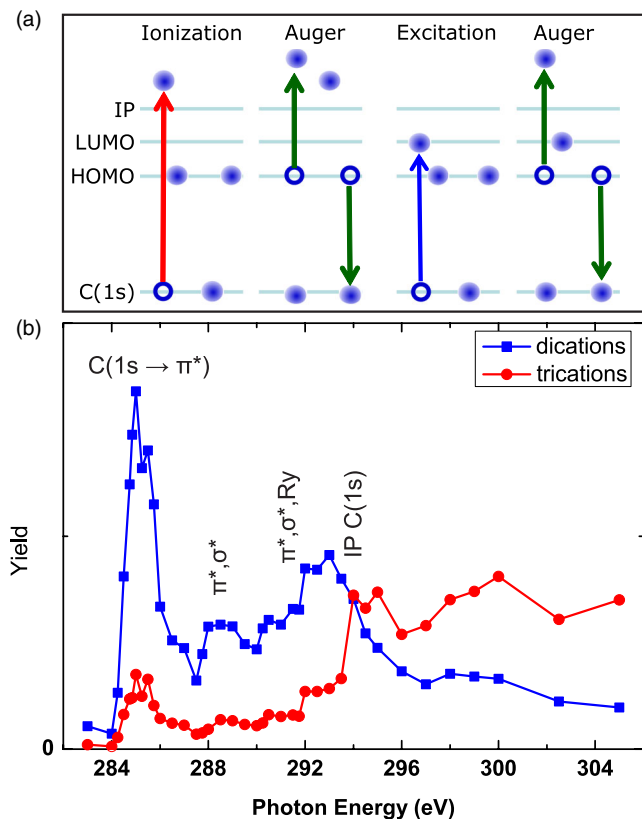 (a)
Ionization Auger Excitation Auger
IP
LUMO
HOMO
C(1s)
(b)
C(1s → π*)
π*,σ*
π*,σ*,Ry
IP C(1s)
dications
trications
Yield
0
284 288 292 296 300 304
Photon Energy (eV)